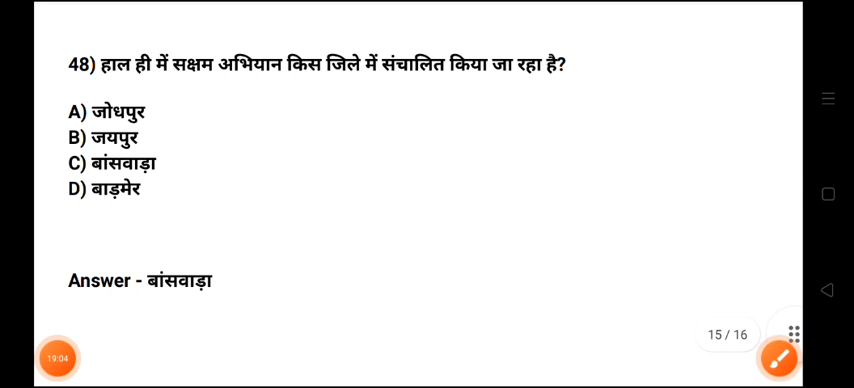 48) हाल ही में सक्षम अभियान किस जिले में संचालित किया जा रहा है?
A) जोधपुर
B) जयपुर
C) बांसवाड़ा
D) बाड़मेर
Answer - बांसवाड़ा
15 / 16
19:04